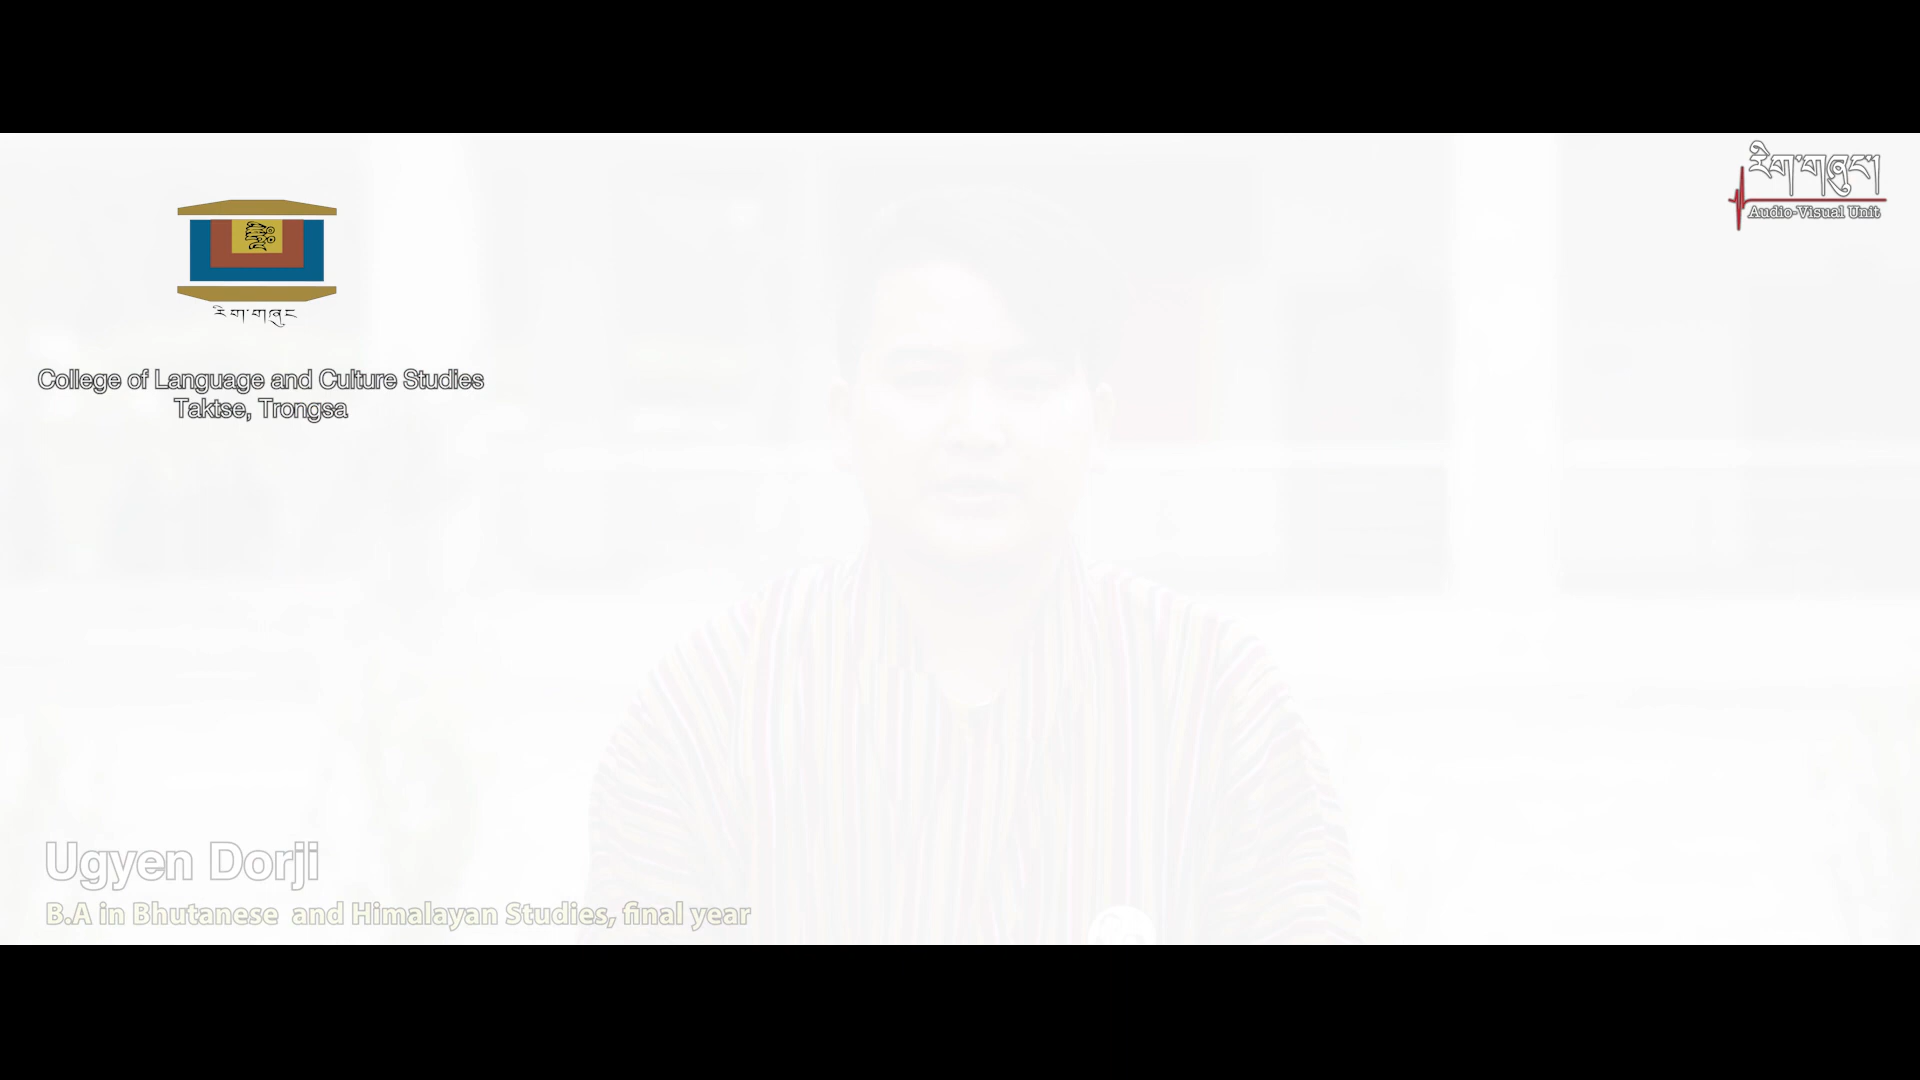 རིག་གཞུང་
College of Language and Culture Studies
Taktse, Trongsa
རིག་གཞུང།
Audio-Visual Unit
Ugyen Dorji
B.A in Bhutanese  and Himalayan Studies, final year